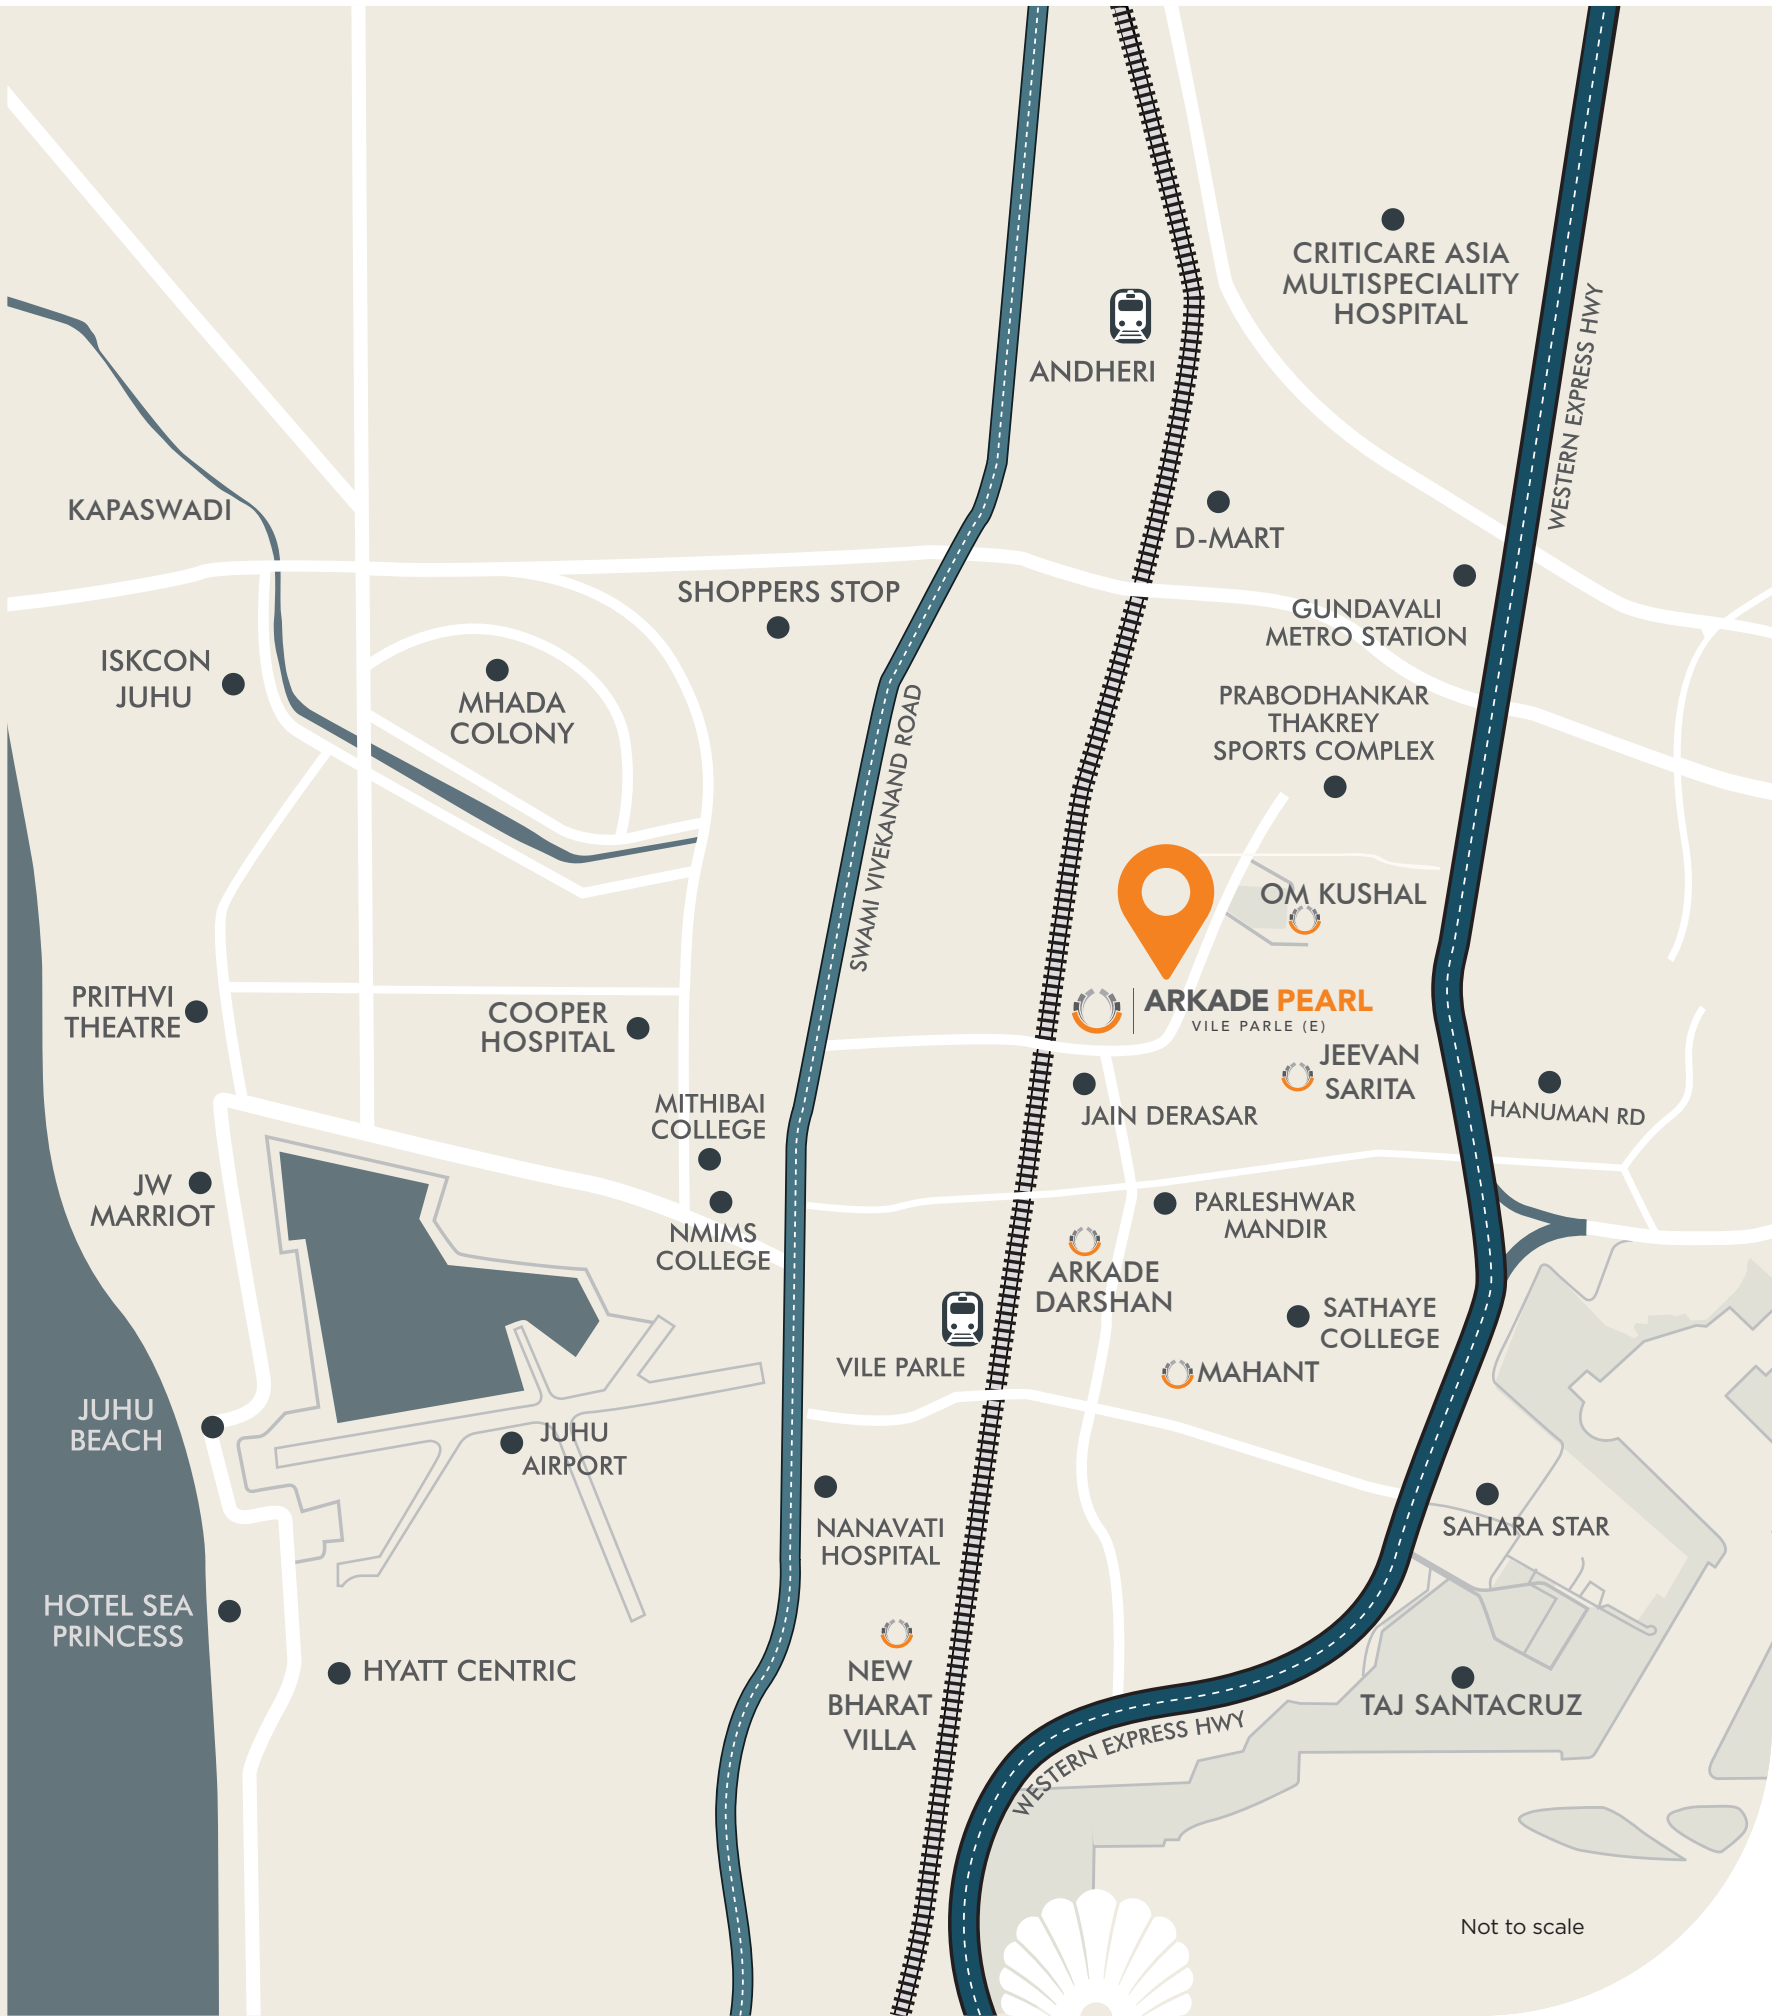 CRITICARE ASIA
MULTISPECIALITY
HOSPITAL
WESTERN EXPRESS HWY
ANDHERI
KAPASWADI
D-MART
SHOPPERS STOP
GUNDAVALI
METRO STATION
ISKCON
JUHU
MHADA
COLONY
SWAMI VIVEKANAND ROAD
PRABODHANKAR
THAKREY
SPORTS COMPLEX
OM KUSHAL
PRITHVI
THEATRE
COOPER
HOSPITAL
ARKADE PEARL
VILE PARLE (E)
JEEVAN
SARITA
MITHIBAI
COLLEGE
JAIN DERASAR
HANUMAN RD
JW
MARRIOT
NMIMS
COLLEGE
PARLESHWAR
MANDIR
ARKADE
DARSHAN
SATHAYE
COLLEGE
VILE PARLE
MAHANT
JUHU
BEACH
JUHU
AIRPORT
NANAVATI
HOSPITAL
SAHARA STAR
HOTEL SEA
PRINCESS
HYATT CENTRIC
NEW
BHARAT
VILLA
TAJ SANTACRUZ
WESTERN EXPRESS HWY
Not to scale